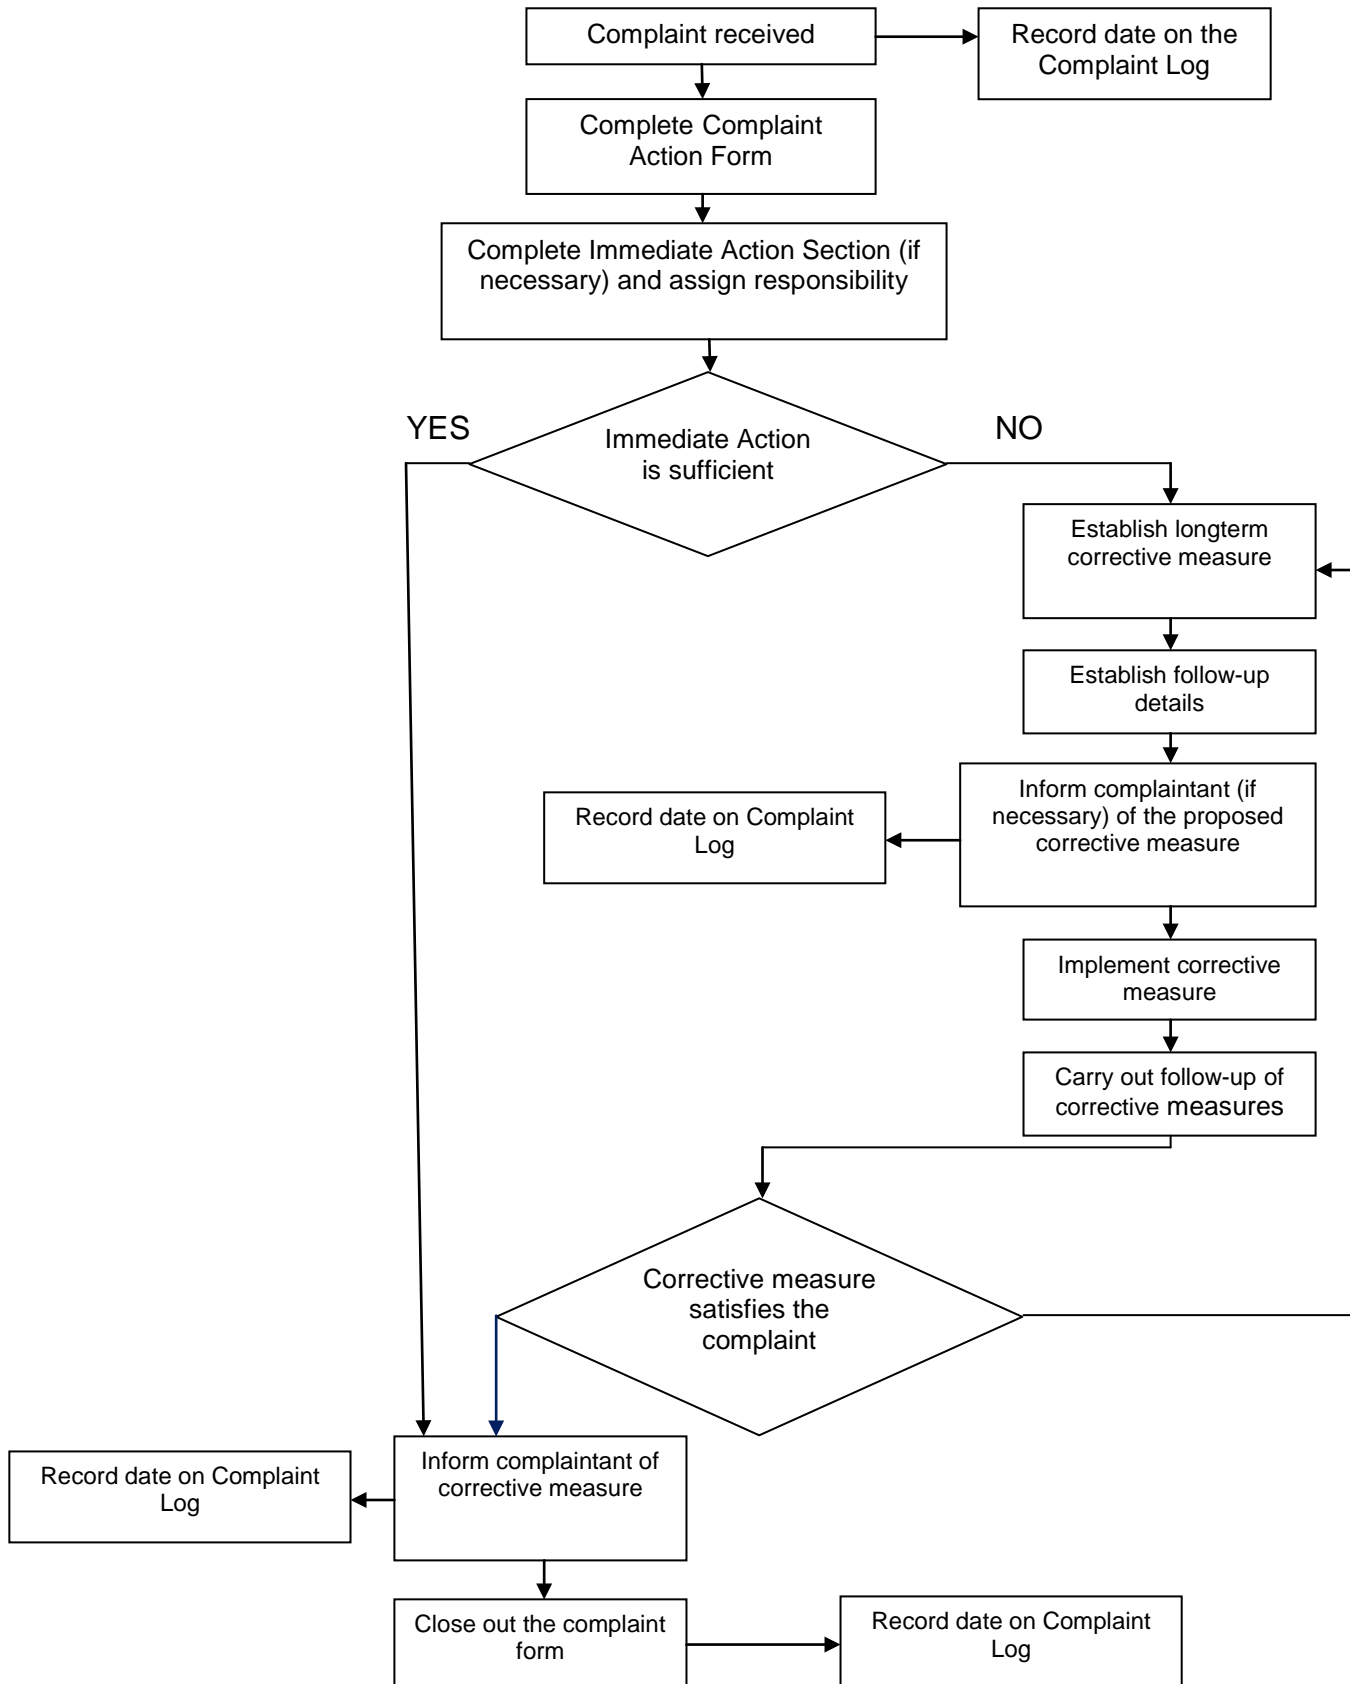 Complaint received
Record date on the
Complaint Log
Complete Complaint
Action Form
Complete Immediate Action Section (if
necessary) and assign responsibility
YES
NO
Immediate Action
is sufficient
Establish longterm
corrective measure
Establish follow-up
details
Inform complaintant (if
necessary) of the proposed
corrective measure
Record date on Complaint
Log
Implement corrective
measure
Carry out follow-up of
corrective measures
Corrective measure
satisfies the
complaint
Inform complaintant of
corrective measure
Record date on Complaint
Log
Close out the complaint
form
Record date on Complaint
Log